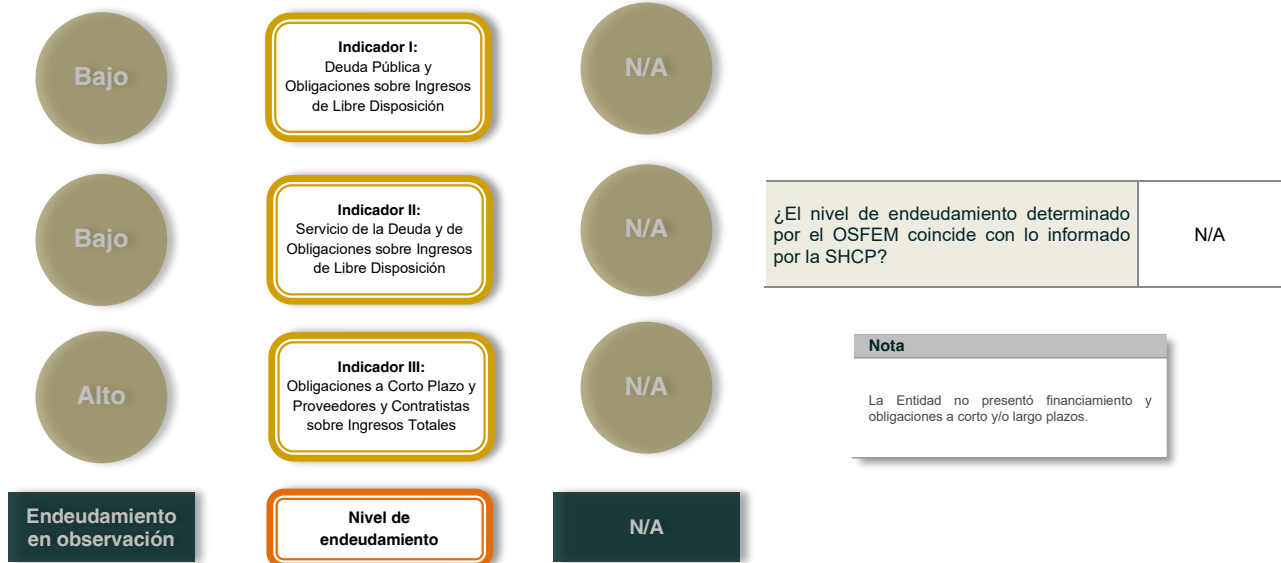 Bajo
Indicador I:
Deuda Pública y
Obligaciones sobre Ingresos
de Libre Disposición
N/A
Bajo
Indicador II:
Servicio de la Deuda y de
Obligaciones sobre Ingresos
de Libre Disposición
N/A
¿El nivel de endeudamiento determinado
por el OSFEM coincide con lo informado
por la SHCP?
N/A
Alto
Indicador III:
Obligaciones a Corto Plazo y
Proveedores y Contratistas
sobre Ingresos Totales
N/A
Nota
La Entidad no presentó financiamiento y
obligaciones a corto y/o largo plazos.
Endeudamiento
en observación
Nivel de
endeudamiento
N/A